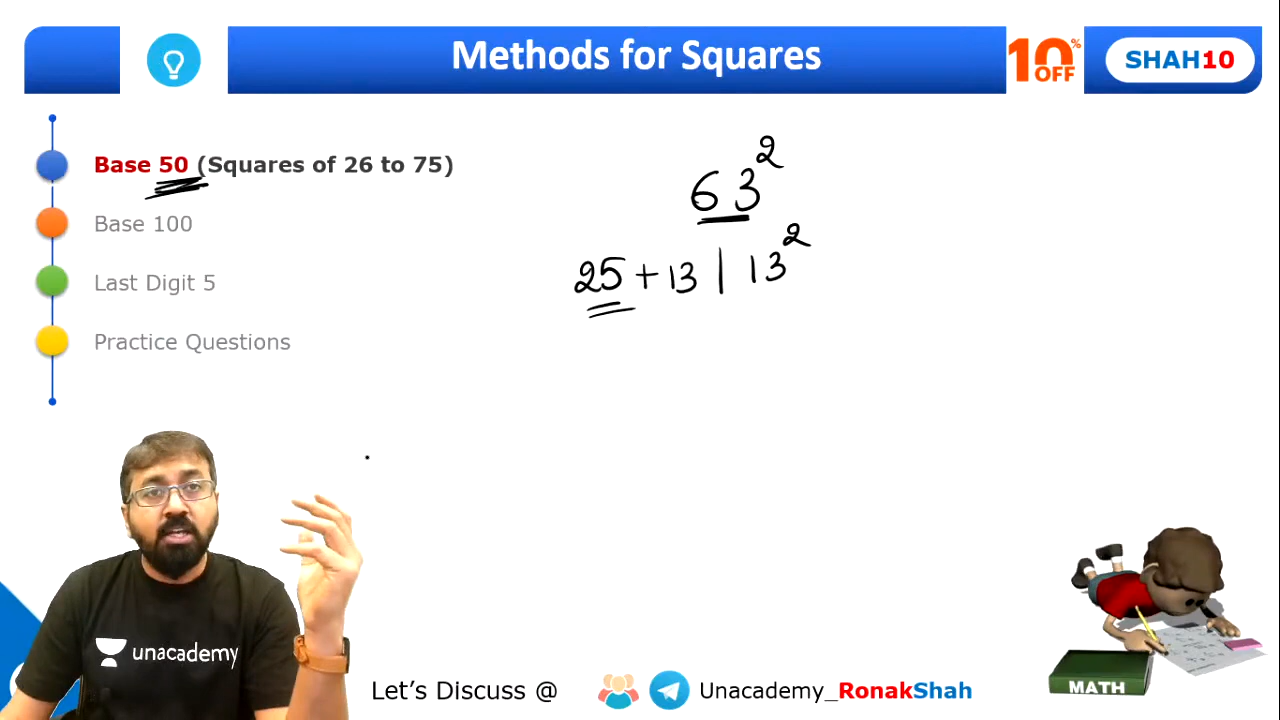 Methods for Squares
10% OFF
SHAH10
Base 50 (Squares of 26 to 75)
Base 100
Last Digit 5
Practice Questions
63²
25 + 13 | 13²
unacademy
MATH
Let's Discuss @ Unacademy_RonakShah